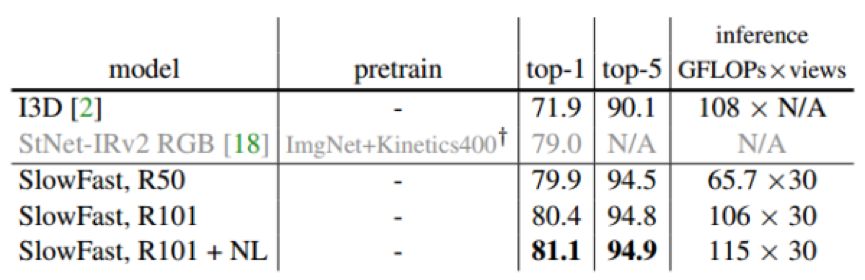 inference
model pretrain top-1 top-5 GFLOPs×views
I3D [2] - 71.9 90.1 108 × N/A
StNet-IRv2 RGB [18] ImgNet+Kinetics400† 79.0 N/A N/A
SlowFast, R50 - 79.9 94.5 65.7 ×30
SlowFast, R101 - 80.4 94.8 106 × 30
SlowFast, R101 + NL - 81.1 94.9 115 × 30